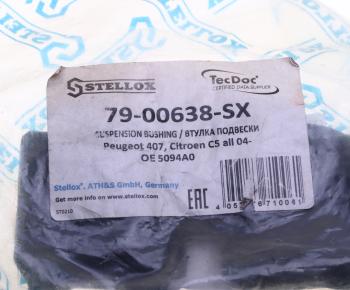 STELLOX
TecDoc
CERTIFIED DATA SUPPLIER
79-00638-SX
SUSPENSION BUSHING / ВТУЛКА ПОДВЕСКИ
Peugeot 407, Citroen C5 all 04-
OE 5094A0
Stellox®, ATH&S GmbH, Germany
Get more info on www.stellox.com
ST0210
EAC